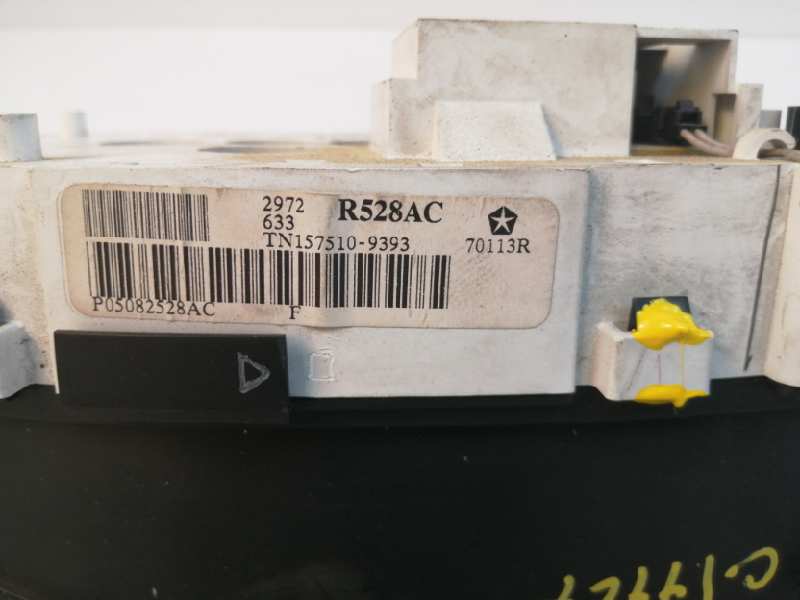 2972 R528AC
633
TN157510-9393 70113R
P05082528AC F